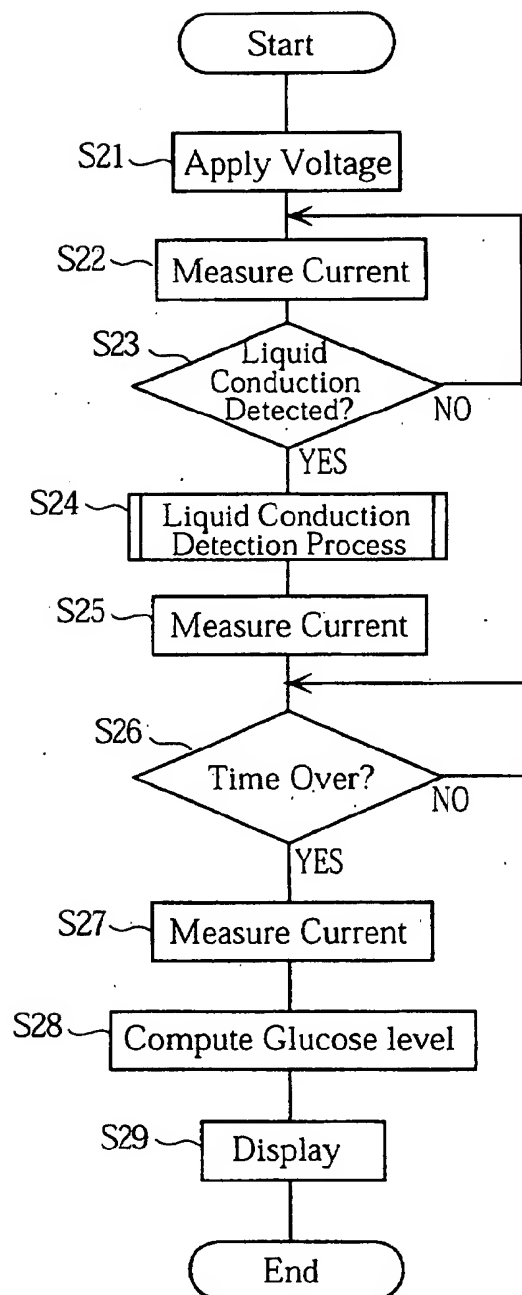 Start
S21
Apply Voltage
S22
Measure Current
S23
Liquid
Conduction
Detected?
NO
YES
S24
Liquid Conduction
Detection Process
S25
Measure Current
S26
Time Over?
NO
YES
S27
Measure Current
S28
Compute Glucose level
S29
Display
End